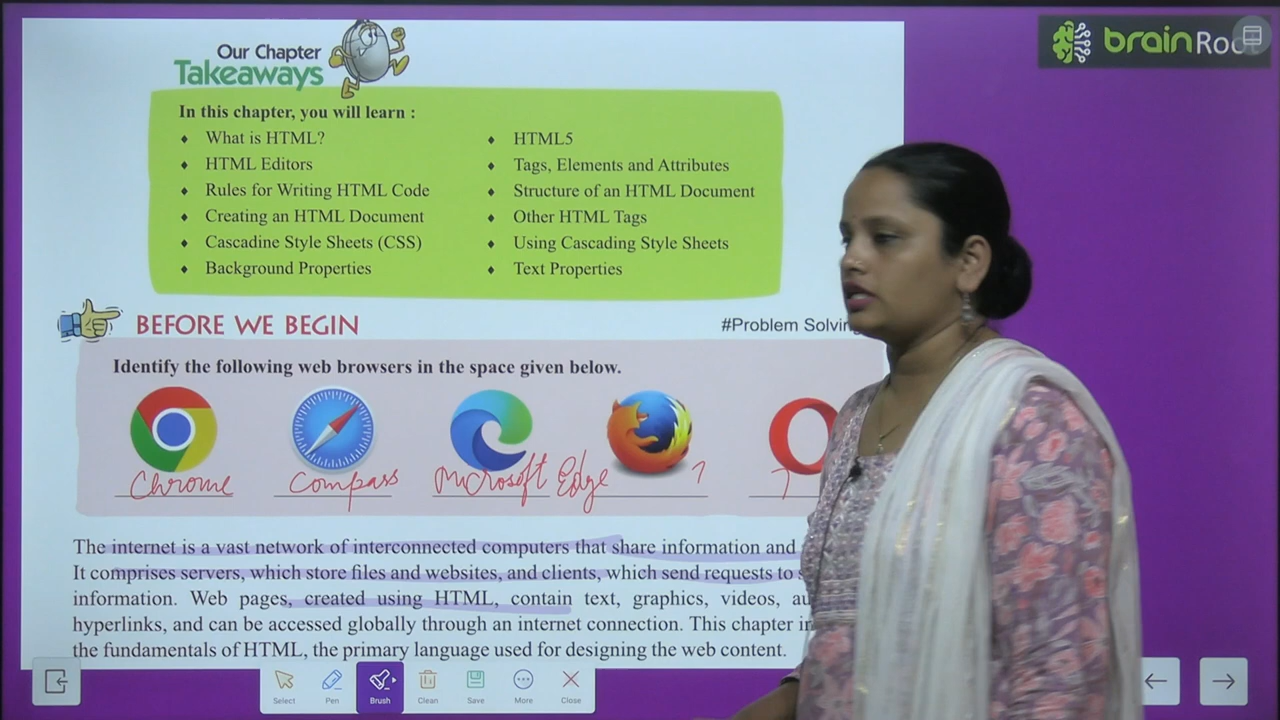 Our Chapter
Takeaways
brainRo
In this chapter, you will learn :
♦ What is HTML?
♦ HTML Editors
♦ Rules for Writing HTML Code
♦ Creating an HTML Document
♦ Cascadine Style Sheets (CSS)
♦ Background Properties
♦ HTML5
♦ Tags, Elements and Attributes
♦ Structure of an HTML Document
♦ Other HTML Tags
♦ Using Cascading Style Sheets
♦ Text Properties
BEFORE WE BEGIN
#Problem Solving
Identify the following web browsers in the space given below.
Chrome Compass Microsoft Edge ? ?
The internet is a vast network of interconnected computers that share information and
It comprises servers, which store files and websites, and clients, which send requests to
information. Web pages, created using HTML, contain text, graphics, videos,
hyperlinks, and can be accessed globally through an internet connection. This chapter
the fundamentals of HTML, the primary language used for designing the web content.
Select Pen Brush Clean Save More Close